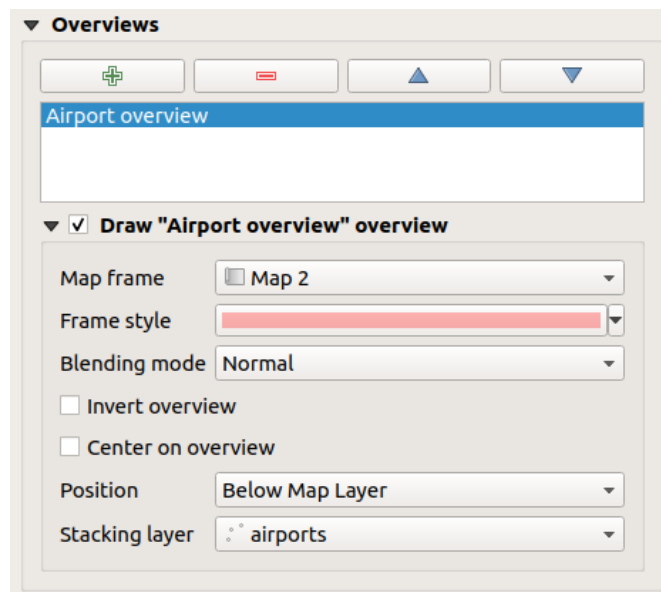 Overviews
Airport overview
Draw "Airport overview" overview
Map frame Map 2
Frame style
Blending mode Normal
Invert overview
Center on overview
Position Below Map Layer
Stacking layer airports